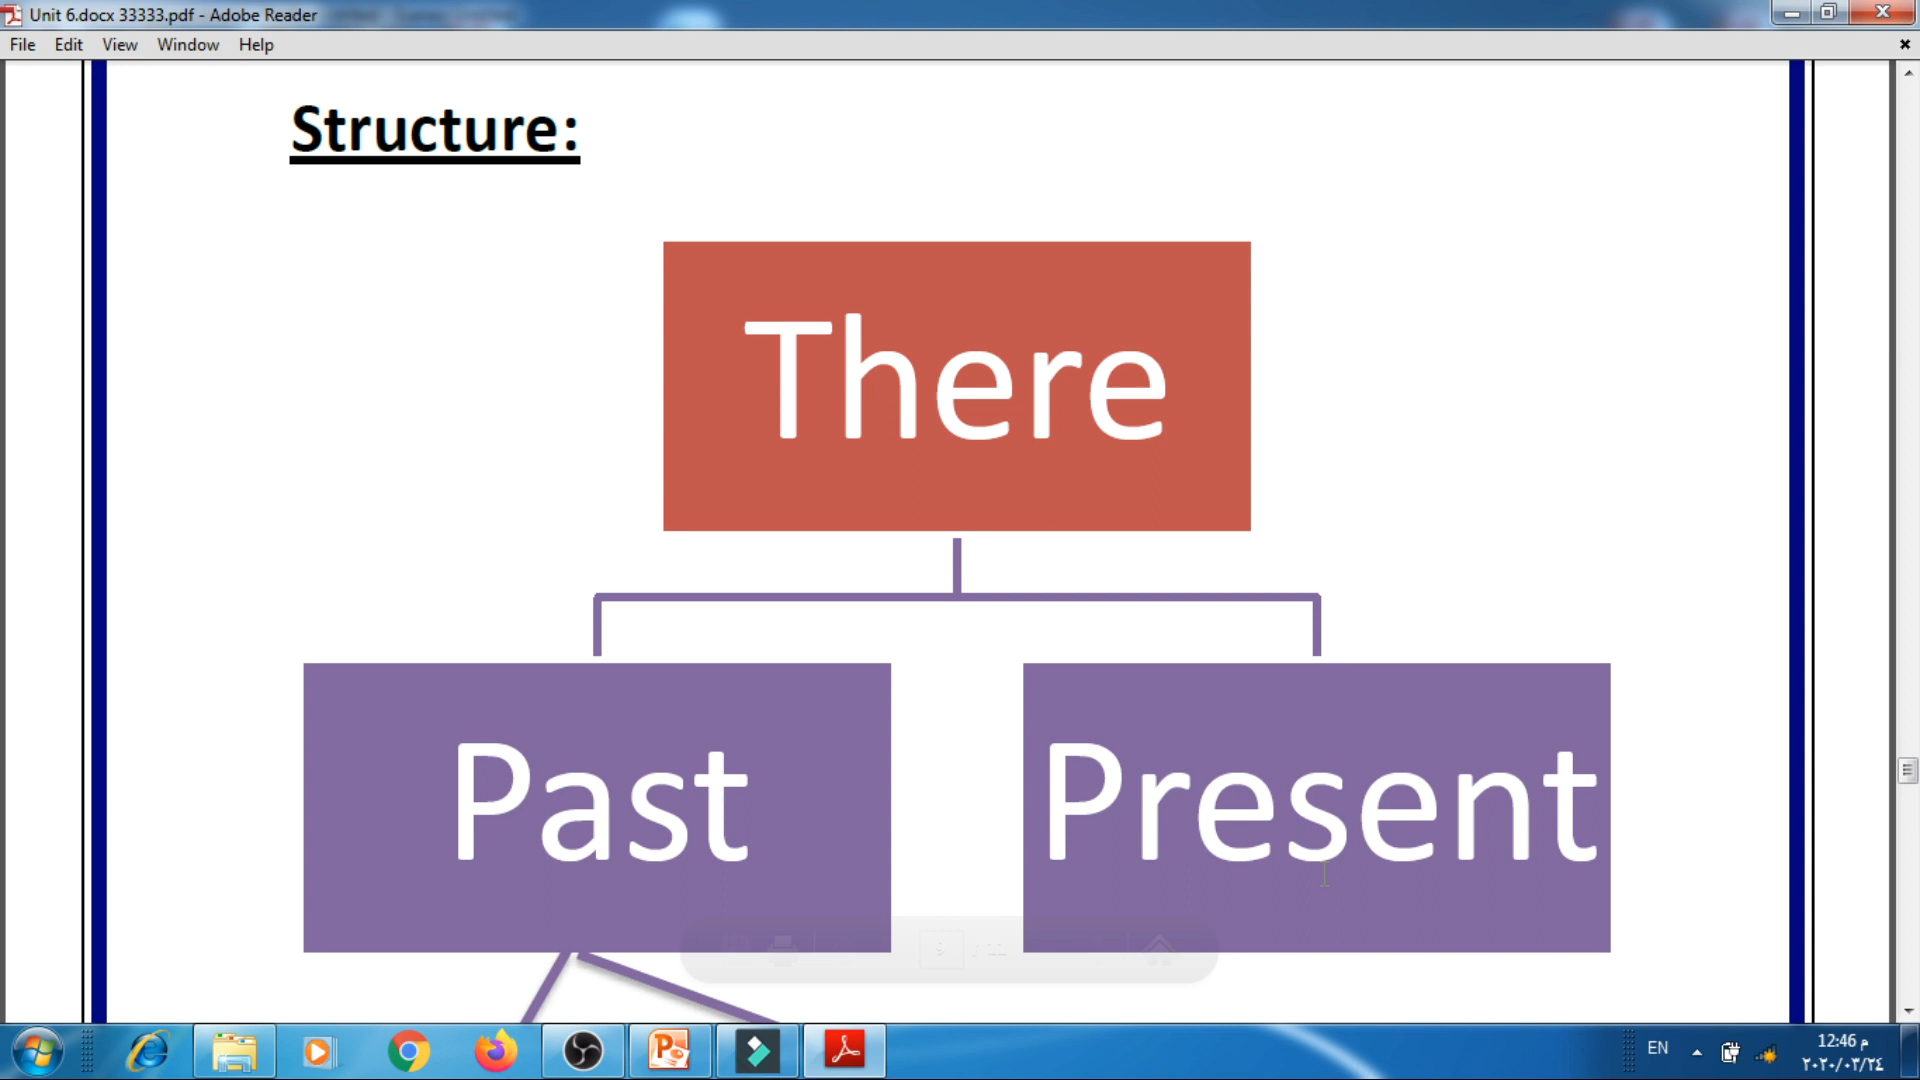 Unit 6.docx 33333.pdf - Adobe Reader
File Edit View Window Help
Structure:
There
Past Present
EN
12:46 م
٢٠٢٠/٠٣/٢٤